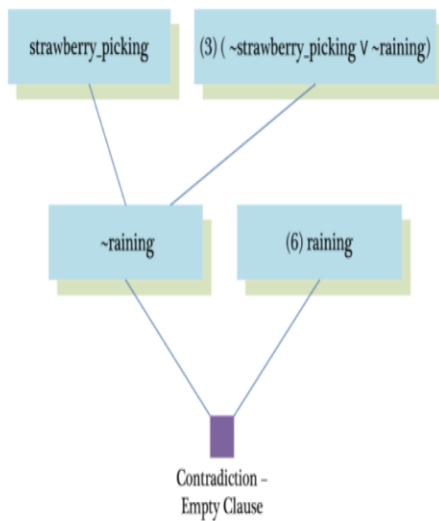 strawberry_picking
(3) ( ~strawberry_picking ∨ ~raining)
~raining
(6) raining
Contradiction –
Empty Clause